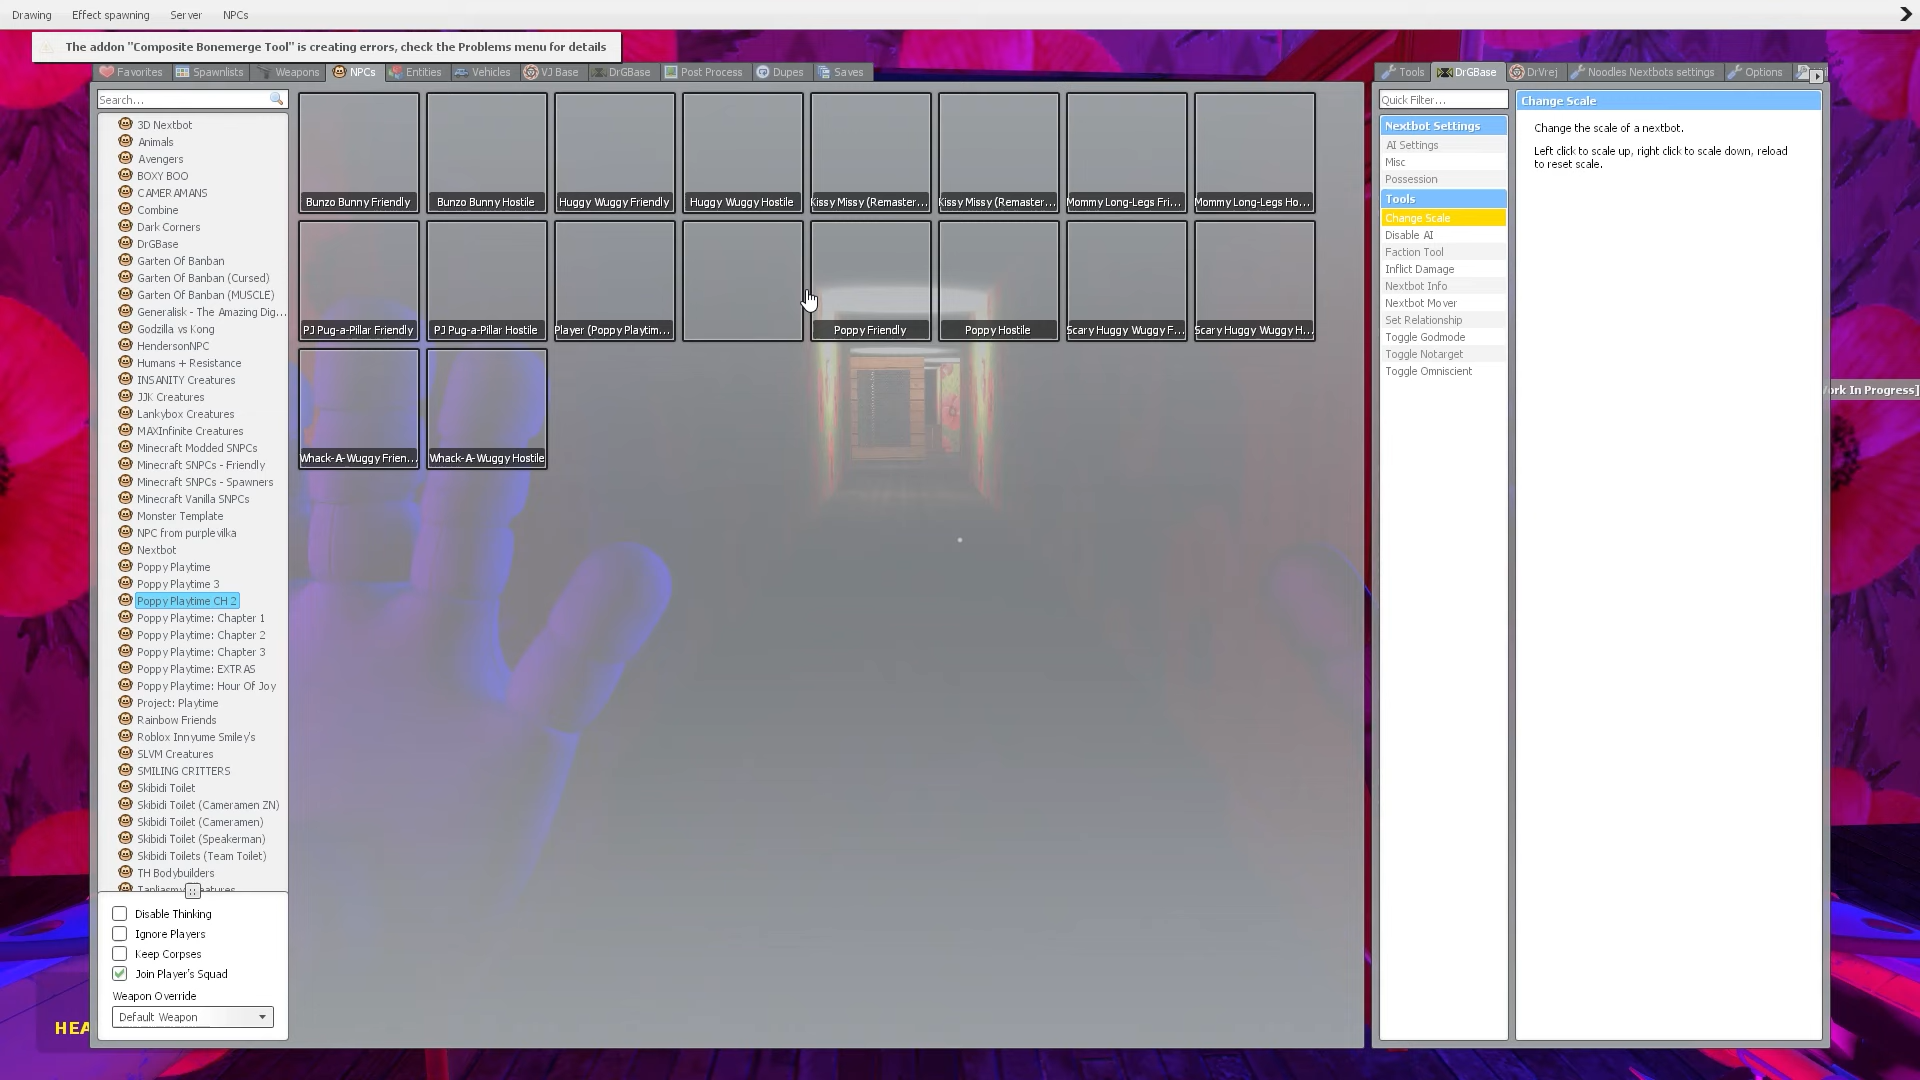 Drawing
Effect spawning
Server
NPCs
The addon "Composite Bonemerge Tool" is creating errors, check the Problems menu for details
Favorites
Spawnlists
Weapons
NPCs
Entities
Vehicles
VJ Base
DrGBase
Post Process
Dupes
Saves
Search...
3D Nextbot
Animals
Avengers
BOXY BOO
CAMERAMANS
Combine
Dark Corners
DrGBase
Garten Of Banban
Garten Of Banban (Cursed)
Garten Of Banban (MUSCLE)
Generalisk - The Amazing Dig...
Godzilla vs Kong
HendersonNPC
Humans + Resistance
INSANITY Creatures
JJK Creatures
Lankybox Creatures
MAXInfinite Creatures
Minecraft Modded SNPCs
Minecraft SNPCs - Friendly
Minecraft SNPCs - Spawners
Minecraft Vanilla SNPCs
Monster Template
NPC from purplevilka
Nextbot
Poppy Playtime
Poppy Playtime 3
Poppy Playtime CH 2
Poppy Playtime: Chapter 1
Poppy Playtime: Chapter 2
Poppy Playtime: Chapter 3
Poppy Playtime: EXTRAS
Poppy Playtime: Hour Of Joy
Project: Playtime
Rainbow Friends
Roblox Innyume Smiley's
SLVM Creatures
SMILING CRITTERS
Skibidi Toilet
Skibidi Toilet (Cameramen ZN)
Skibidi Toilet (Cameramen)
Skibidi Toilet (Speakerman)
Skibidi Toilets (Team Toilet)
TH Bodybuilders
Disable Thinking
Ignore Players
Keep Corpses
Join Player's Squad
Weapon Override
Default Weapon
HEA
Bunzo Bunny Friendly
Bunzo Bunny Hostile
Huggy Wuggy Friendly
Huggy Wuggy Hostile
Kissy Missy (Remaster...
Kissy Missy (Remaster...
Mommy Long-Legs Fri...
Mommy Long-Legs Ho...
PJ Pug-a-Pillar Friendly
PJ Pug-a-Pillar Hostile
Player (Poppy Playtim...
Poppy Friendly
Poppy Hostile
Scary Huggy Wuggy F...
Scary Huggy Wuggy H...
Whack-A-Wuggy Frien...
Whack-A-Wuggy Hostile
Tools
DrGBase
DrVrej
Noodles Nextbots settings
Options
Quick Filter...
Nextbot Settings
AI Settings
Misc
Possession
Tools
Change Scale
Disable AI
Faction Tool
Inflict Damage
Nextbot Info
Nextbot Mover
Set Relationship
Toggle Godmode
Toggle Notarget
Toggle Omniscient
Change Scale
Change the scale of a nextbot.
Left click to scale up, right click to scale down, reload
to reset scale.
ork In Progress]